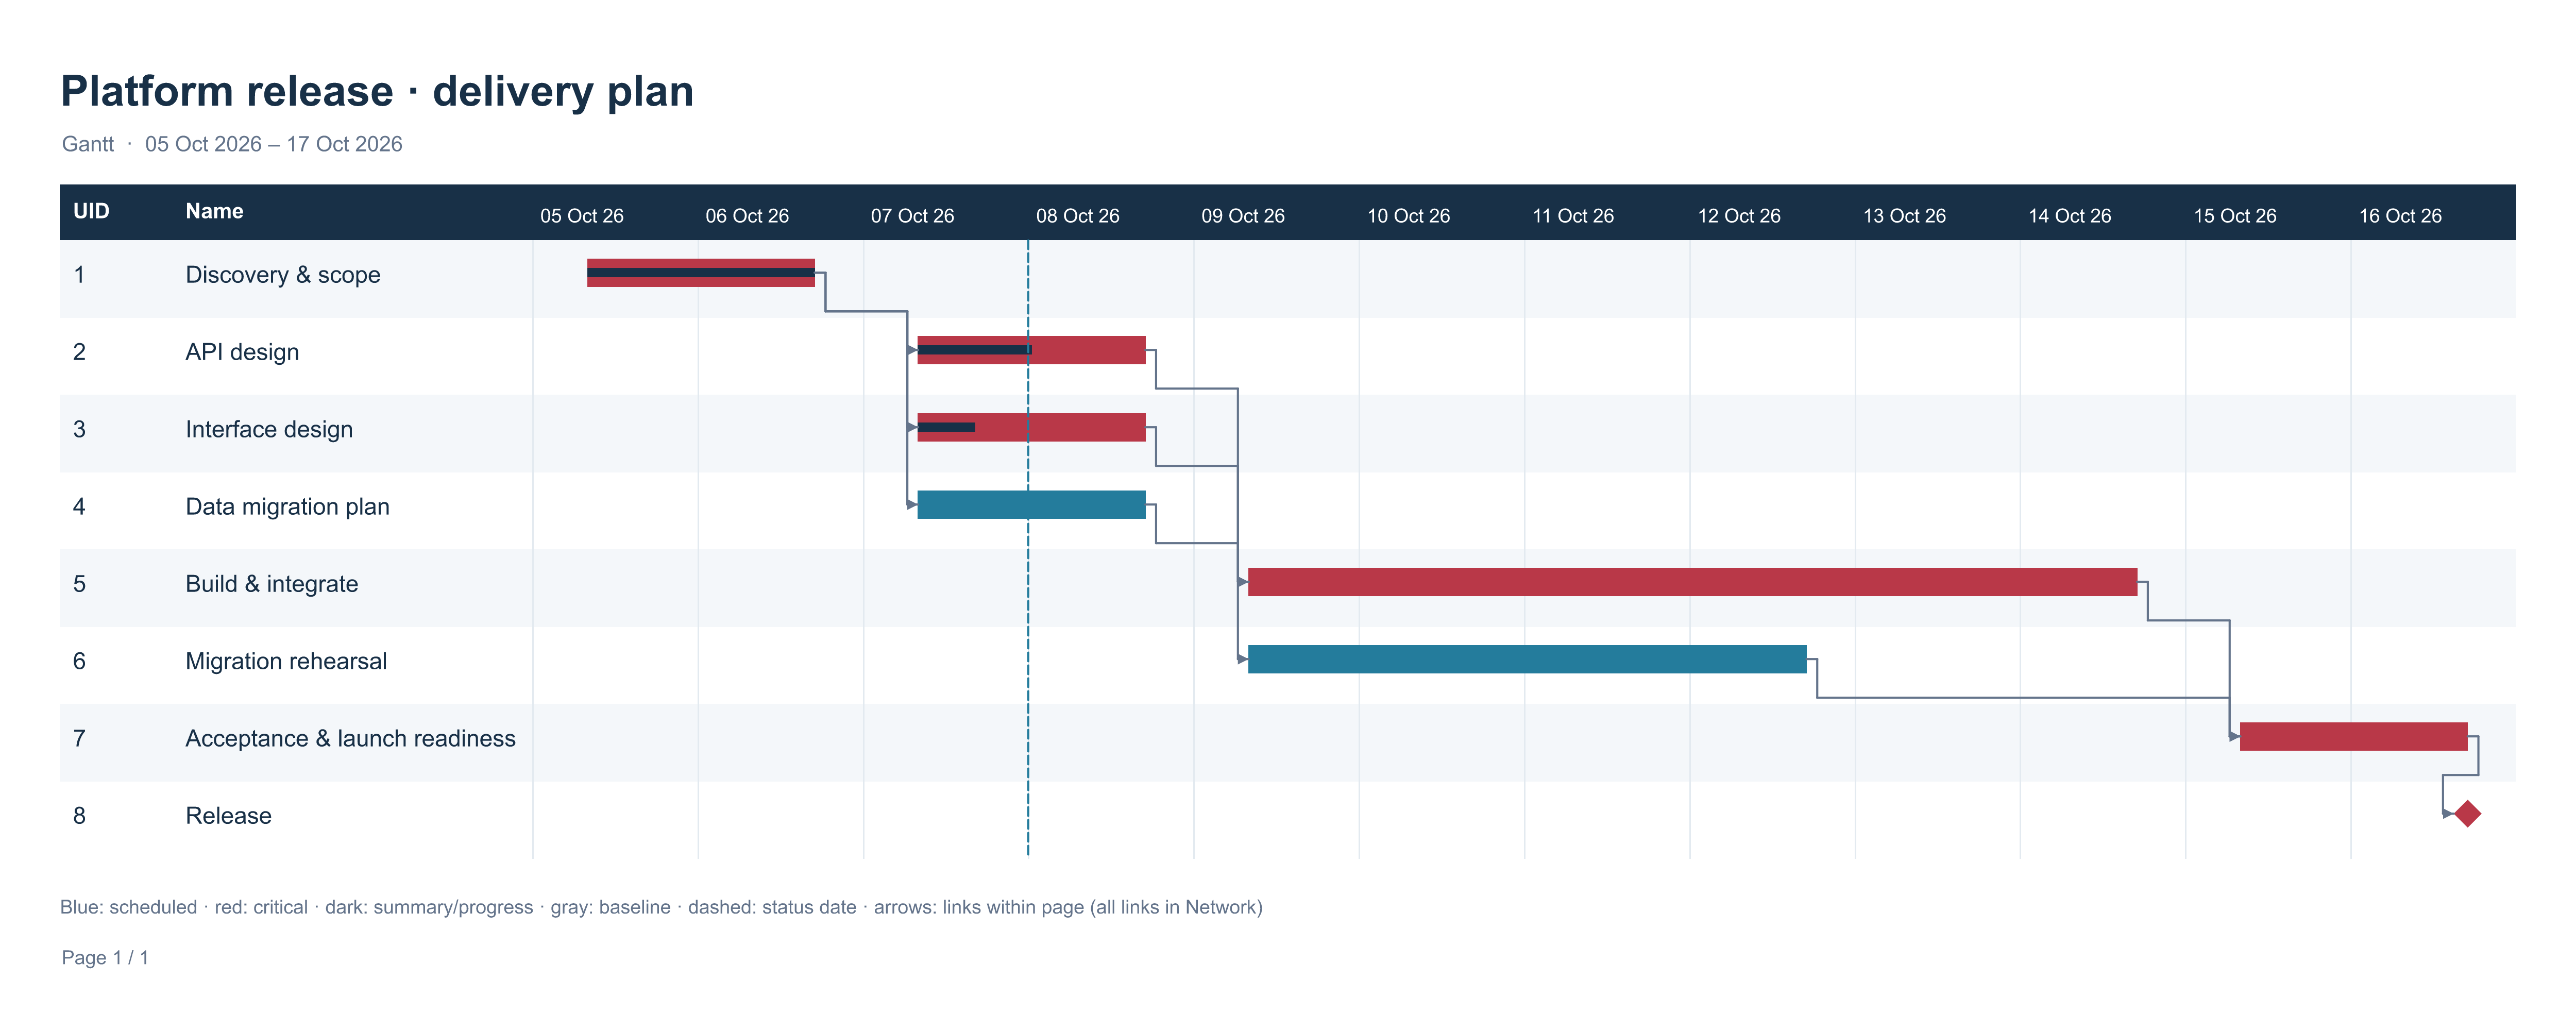 Platform release · delivery plan
Gantt · 05 Oct 2026 – 17 Oct 2026
UID Name 05 Oct 26 06 Oct 26 07 Oct 26 08 Oct 26 09 Oct 26 10 Oct 26 11 Oct 26 12 Oct 26 13 Oct 26 14 Oct 26 15 Oct 26 16 Oct 26
1 Discovery & scope
2 API design
3 Interface design
4 Data migration plan
5 Build & integrate
6 Migration rehearsal
7 Acceptance & launch readiness
8 Release
Blue: scheduled · red: critical · dark: summary/progress · gray: baseline · dashed: status date · arrows: links within page (all links in Network)
Page 1 / 1